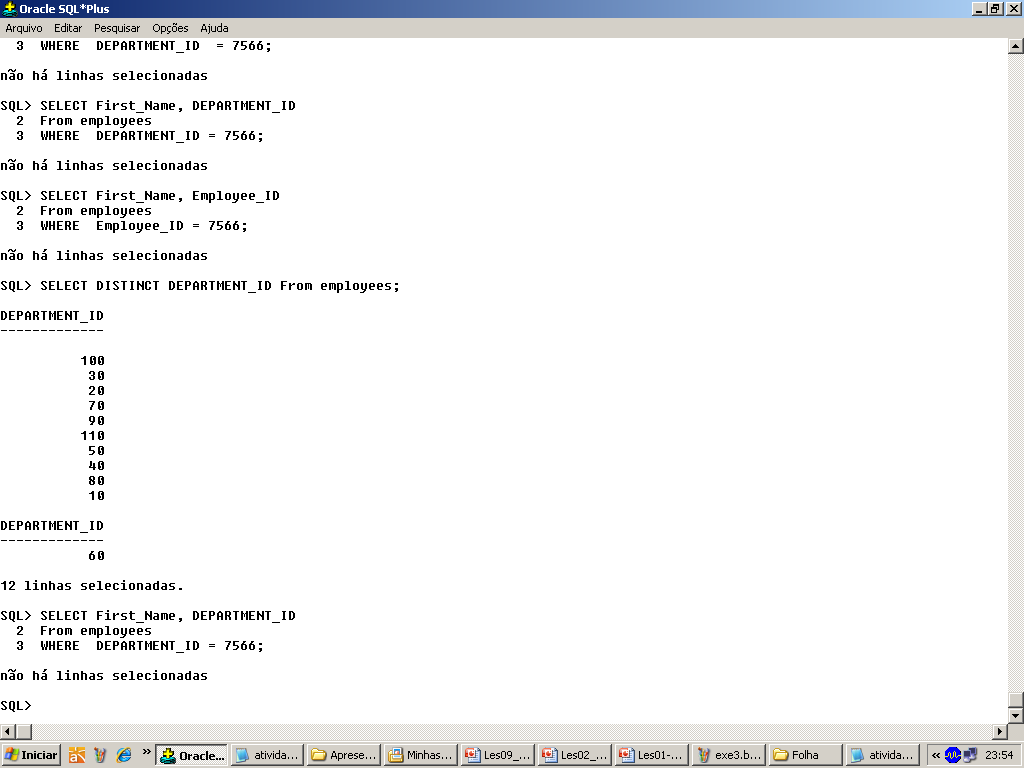 Oracle SQL*Plus
Arquivo Editar Pesquisar Opções Ajuda
3 WHERE DEPARTMENT_ID = 7566;
não há linhas selecionadas
SQL> SELECT First_Name, DEPARTMENT_ID
2 From employees
3 WHERE DEPARTMENT_ID = 7566;
não há linhas selecionadas
SQL> SELECT First_Name, Employee_ID
2 From employees
3 WHERE Employee_ID = 7566;
não há linhas selecionadas
SQL> SELECT DISTINCT DEPARTMENT_ID From employees;
DEPARTMENT_ID
-------------
100
30
20
70
90
110
50
40
80
10
DEPARTMENT_ID
-------------
60
12 linhas selecionadas.
SQL> SELECT First_Name, DEPARTMENT_ID
2 From employees
3 WHERE DEPARTMENT_ID = 7566;
não há linhas selecionadas
SQL>
Iniciar » Oracle... ativida... Aprese... Minhas... Les09_... Les02_... Les01-... exe3.b... Folha ativida... « 23:54